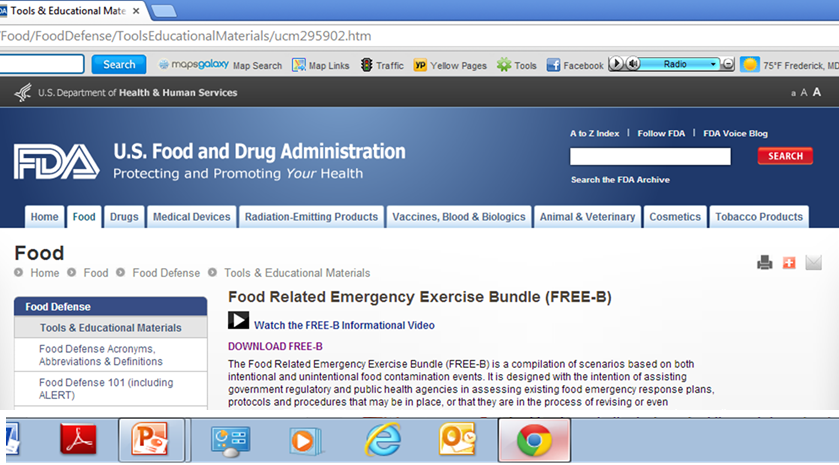 Tools & Educational Mate
/Food/FoodDefense/ToolsEducationalMaterials/ucm295902.htm
Search mapsgalaxy Map Search Map Links Traffic YP Yellow Pages Tools Facebook Radio 75°F Frederick, MD
U.S. Department of Health & Human Services a A A
A to Z Index | Follow FDA | FDA Voice Blog
FDA U.S. Food and Drug Administration
Protecting and Promoting Your Health
SEARCH
Search the FDA Archive
Home Food Drugs Medical Devices Radiation-Emitting Products Vaccines, Blood & Biologics Animal & Veterinary Cosmetics Tobacco Products
Food
Home Food Food Defense Tools & Educational Materials
Food Defense
Tools & Educational Materials
Food Defense Acronyms,
Abbreviations & Definitions
Food Defense 101 (including
ALERT)
Food Related Emergency Exercise Bundle (FREE-B)
Watch the FREE-B Informational Video
DOWNLOAD FREE-B
The Food Related Emergency Exercise Bundle (FREE-B) is a compilation of scenarios based on both
intentional and unintentional food contamination events. It is designed with the intention of assisting
government regulatory and public health agencies in assessing existing food emergency response plans,
protocols and procedures that may be in place, or that they are in the process of revising or even